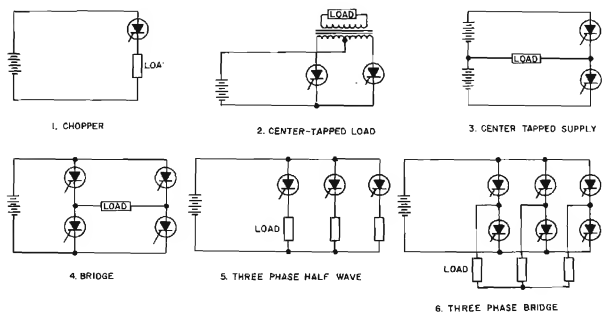 LOA
1. CHOPPER
LOAD
2. CENTER-TAPPED LOAD
LOAD
3. CENTER TAPPED SUPPLY
LOAD
4. BRIDGE
LOAD
5. THREE PHASE HALF WAVE
LOAD
6. THREE PHASE BRIDGE